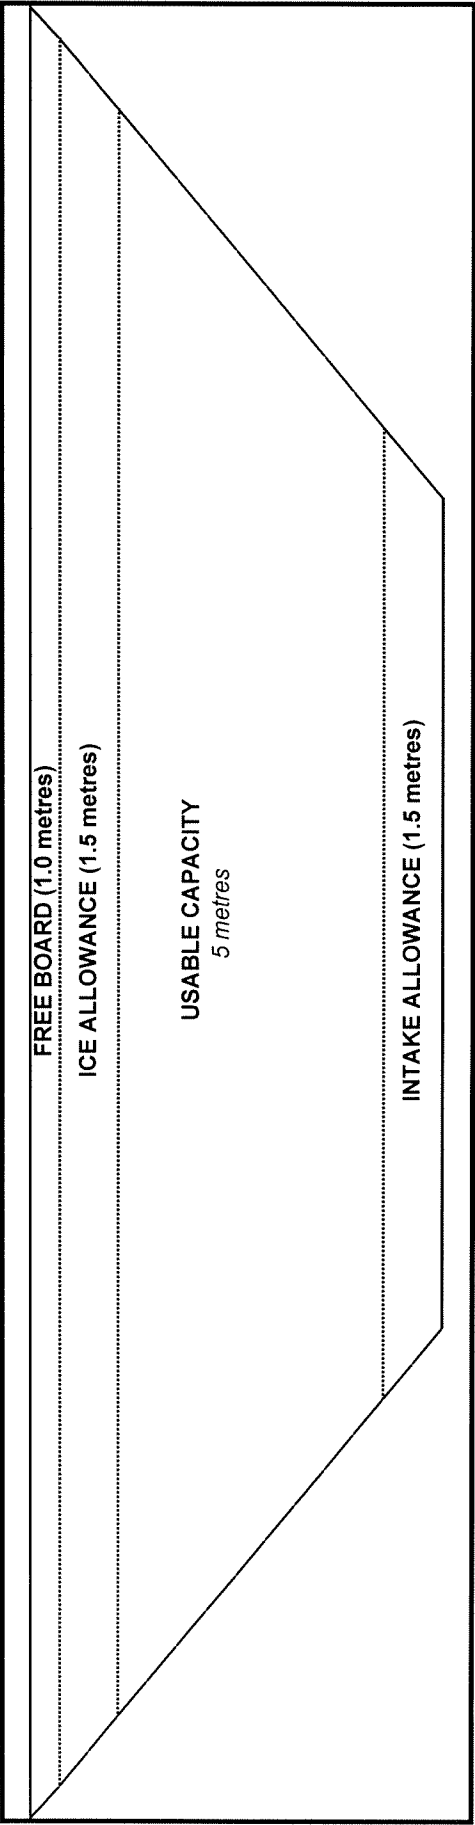 FREE BOARD (1.0 metres)
ICE ALLOWANCE (1.5 metres)
USABLE CAPACITY
5 metres
INTAKE ALLOWANCE (1.5 metres)